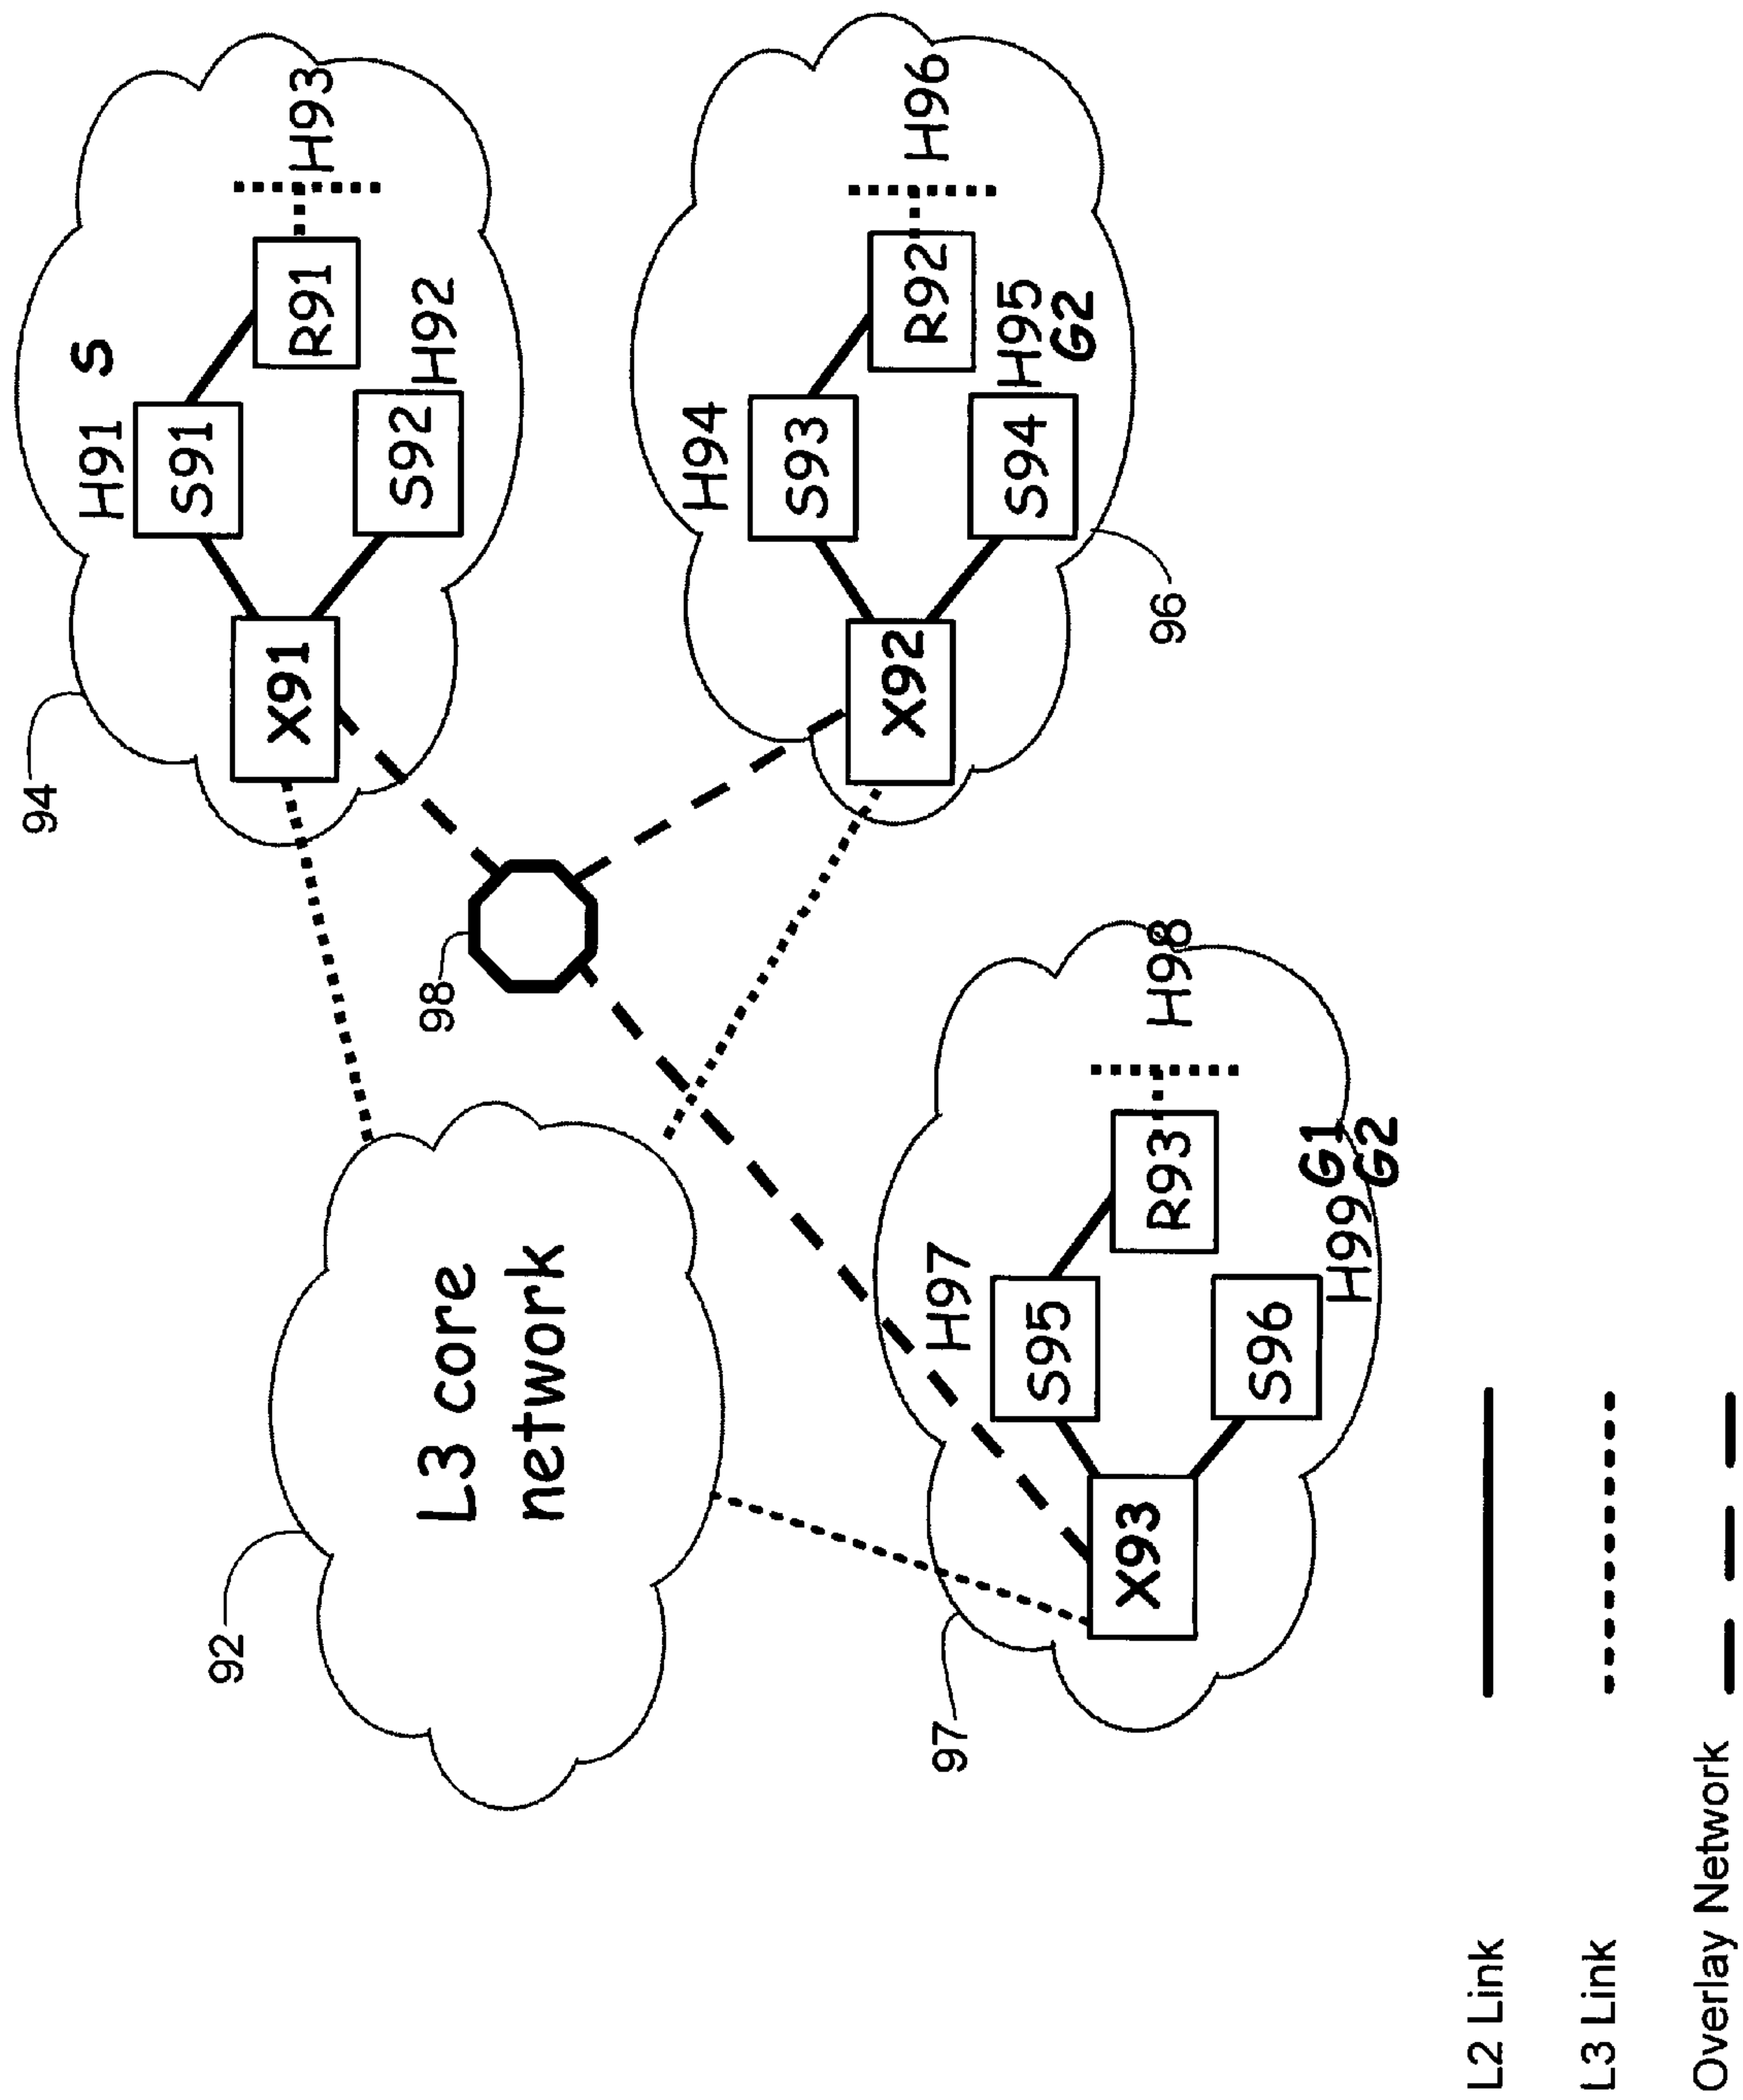 92
L3 core
network
94
H91 S
S91
X91
R91
H93
S92
H92
98
H94
S93
X92
R92
H96
S94
H95
G2
96
97
H97
S95
X93
R93
H98
S96
H99 G1
G2
L2 Link
L3 Link
Overlay Network